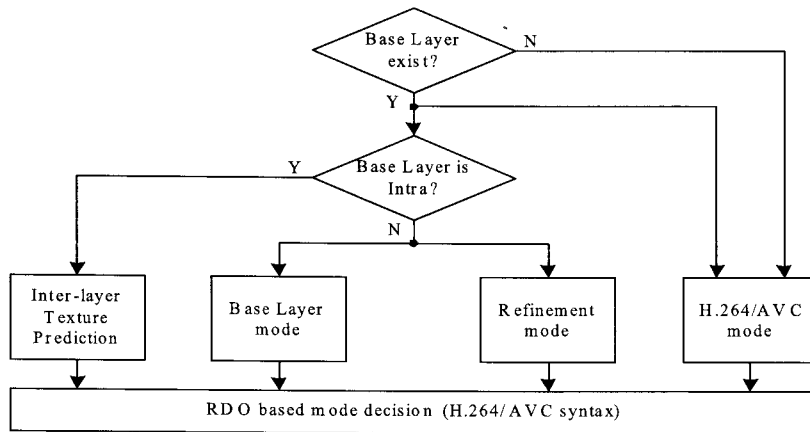 Base Layer
exist?
N
Y
Base Layer is
Intra?
Y
N
Inter-layer
Texture
Prediction
Base Layer
mode
Refinement
mode
H.264/AVC
mode
RDO based mode decision (H.264/AVC syntax)